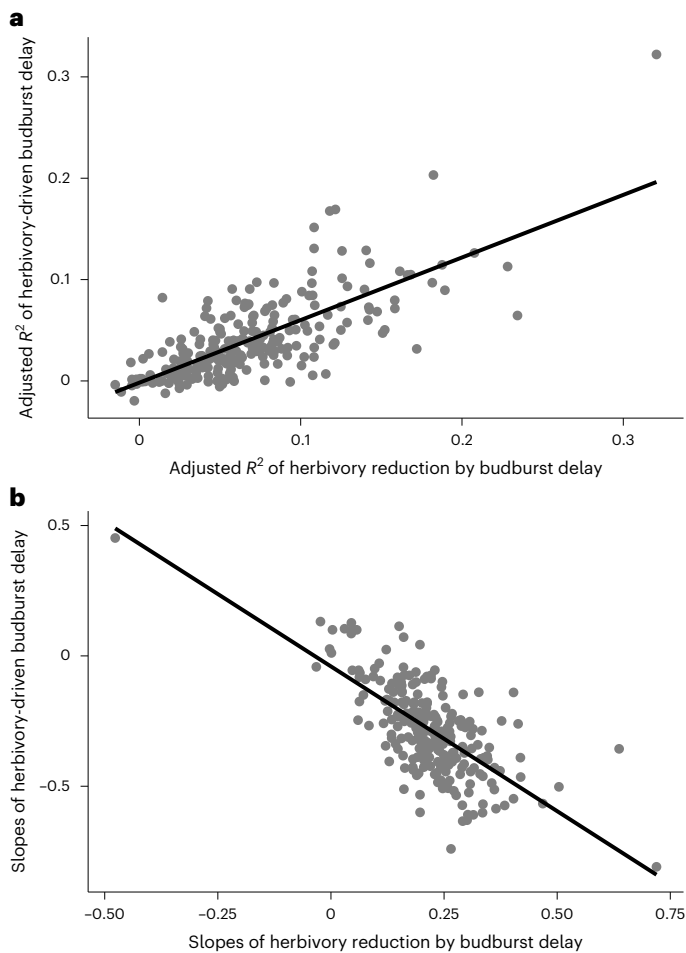 a
Adjusted R² of herbivory-driven budburst delay
0.3
0.2
0.1
0
0
0.1
0.2
0.3
Adjusted R² of herbivory reduction by budburst delay
b
Slopes of herbivory-driven budburst delay
0.5
0
–0.5
–0.50
–0.25
0
0.25
0.50
0.75
Slopes of herbivory reduction by budburst delay